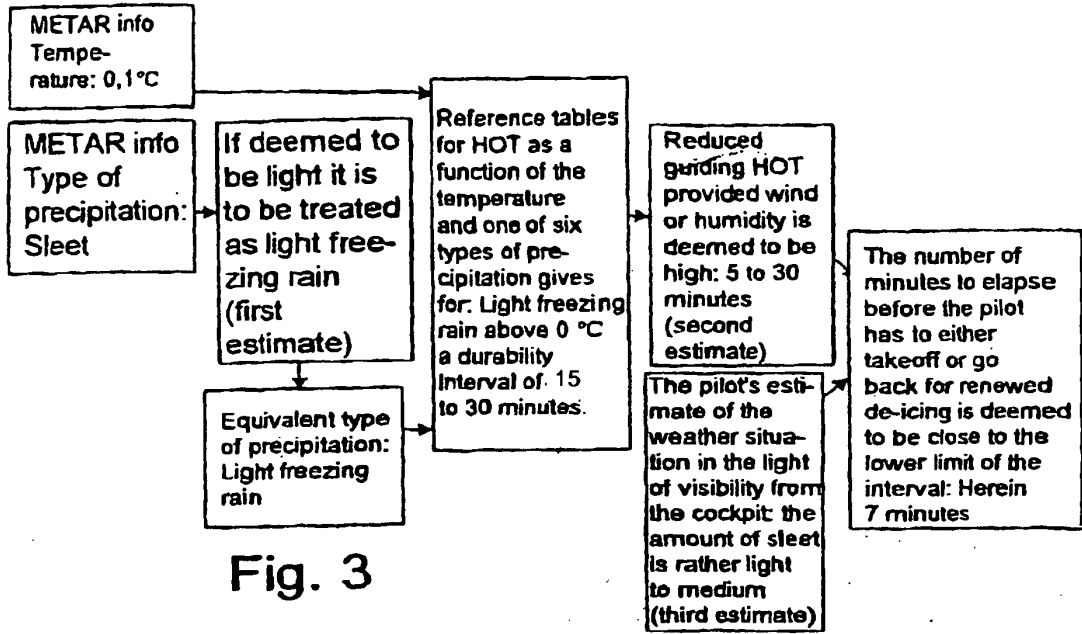 METAR info
Tempe-
rature: 0,1°C
METAR info
Type of
precipitation:
Sleet
If deemed to
be light it is
to be treated
as light free-
zing rain
(first
estimate)
Equivalent type
of precipitation:
Light freezing
rain
Reference tables
for HOT as a
function of the
temperature
and one of six
types of pre-
cipitation gives
for: Light freezing
rain above 0 °C
a durability
Interval of 15
to 30 minutes.
Reduced
guiding HOT
provided wind
or humidity is
deemed to be
high: 5 to 30
minutes
(second
estimate)
The pilot's esti-
mate of the
weather situa-
tion in the light
of visibility from
the cockpit the
amount of sleet
is rather light
to medium
(third estimate)
The number of
minutes to elapse
before the pilot
has to either
takeoff or go
back for renewed
de-icing is deemed
to be close to the
lower limit of the
interval: Herein
7 minutes
Fig. 3